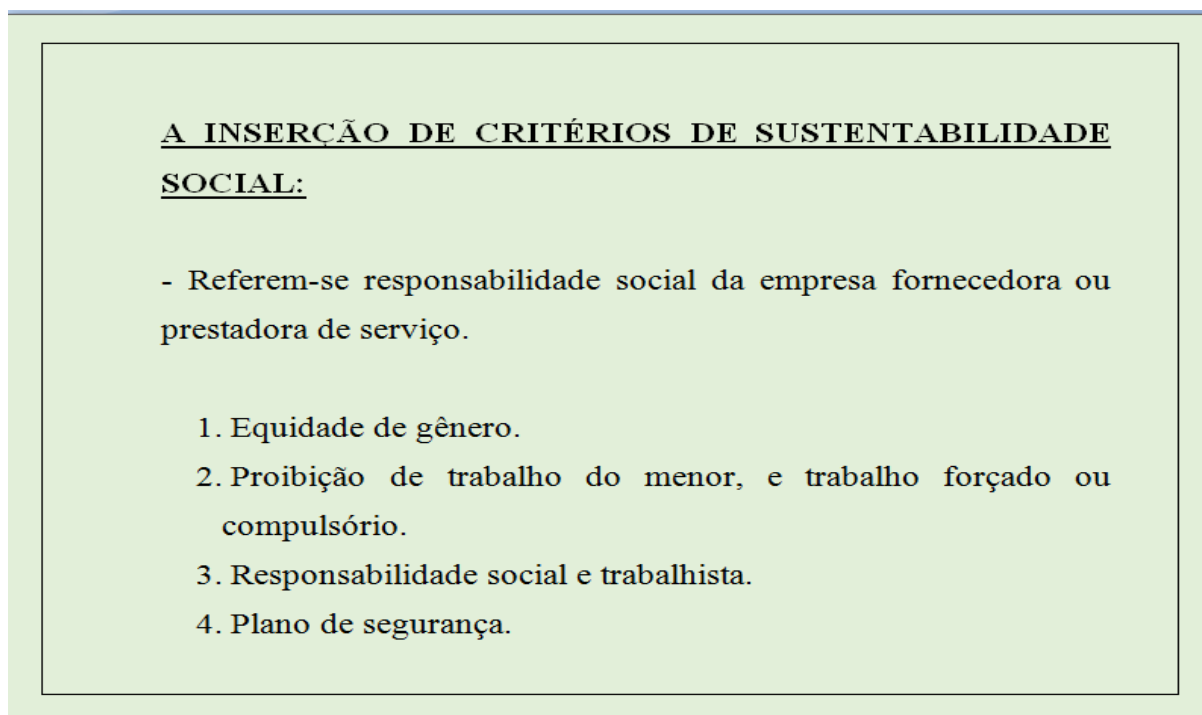 A INSERÇÃO DE CRITÉRIOS DE SUSTENTABILIDADE
SOCIAL:
- Referem-se responsabilidade social da empresa fornecedora ou
prestadora de serviço.
1. Equidade de gênero.
2. Proibição de trabalho do menor, e trabalho forçado ou
compulsório.
3. Responsabilidade social e trabalhista.
4. Plano de segurança.